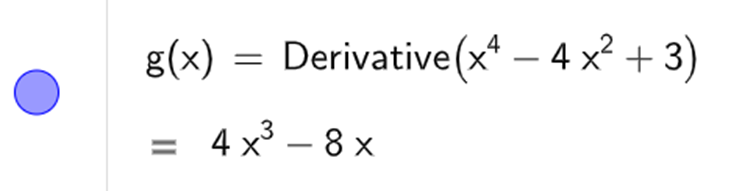 g(x) = Derivative(x⁴ − 4 x² + 3)
= 4 x³ − 8 x